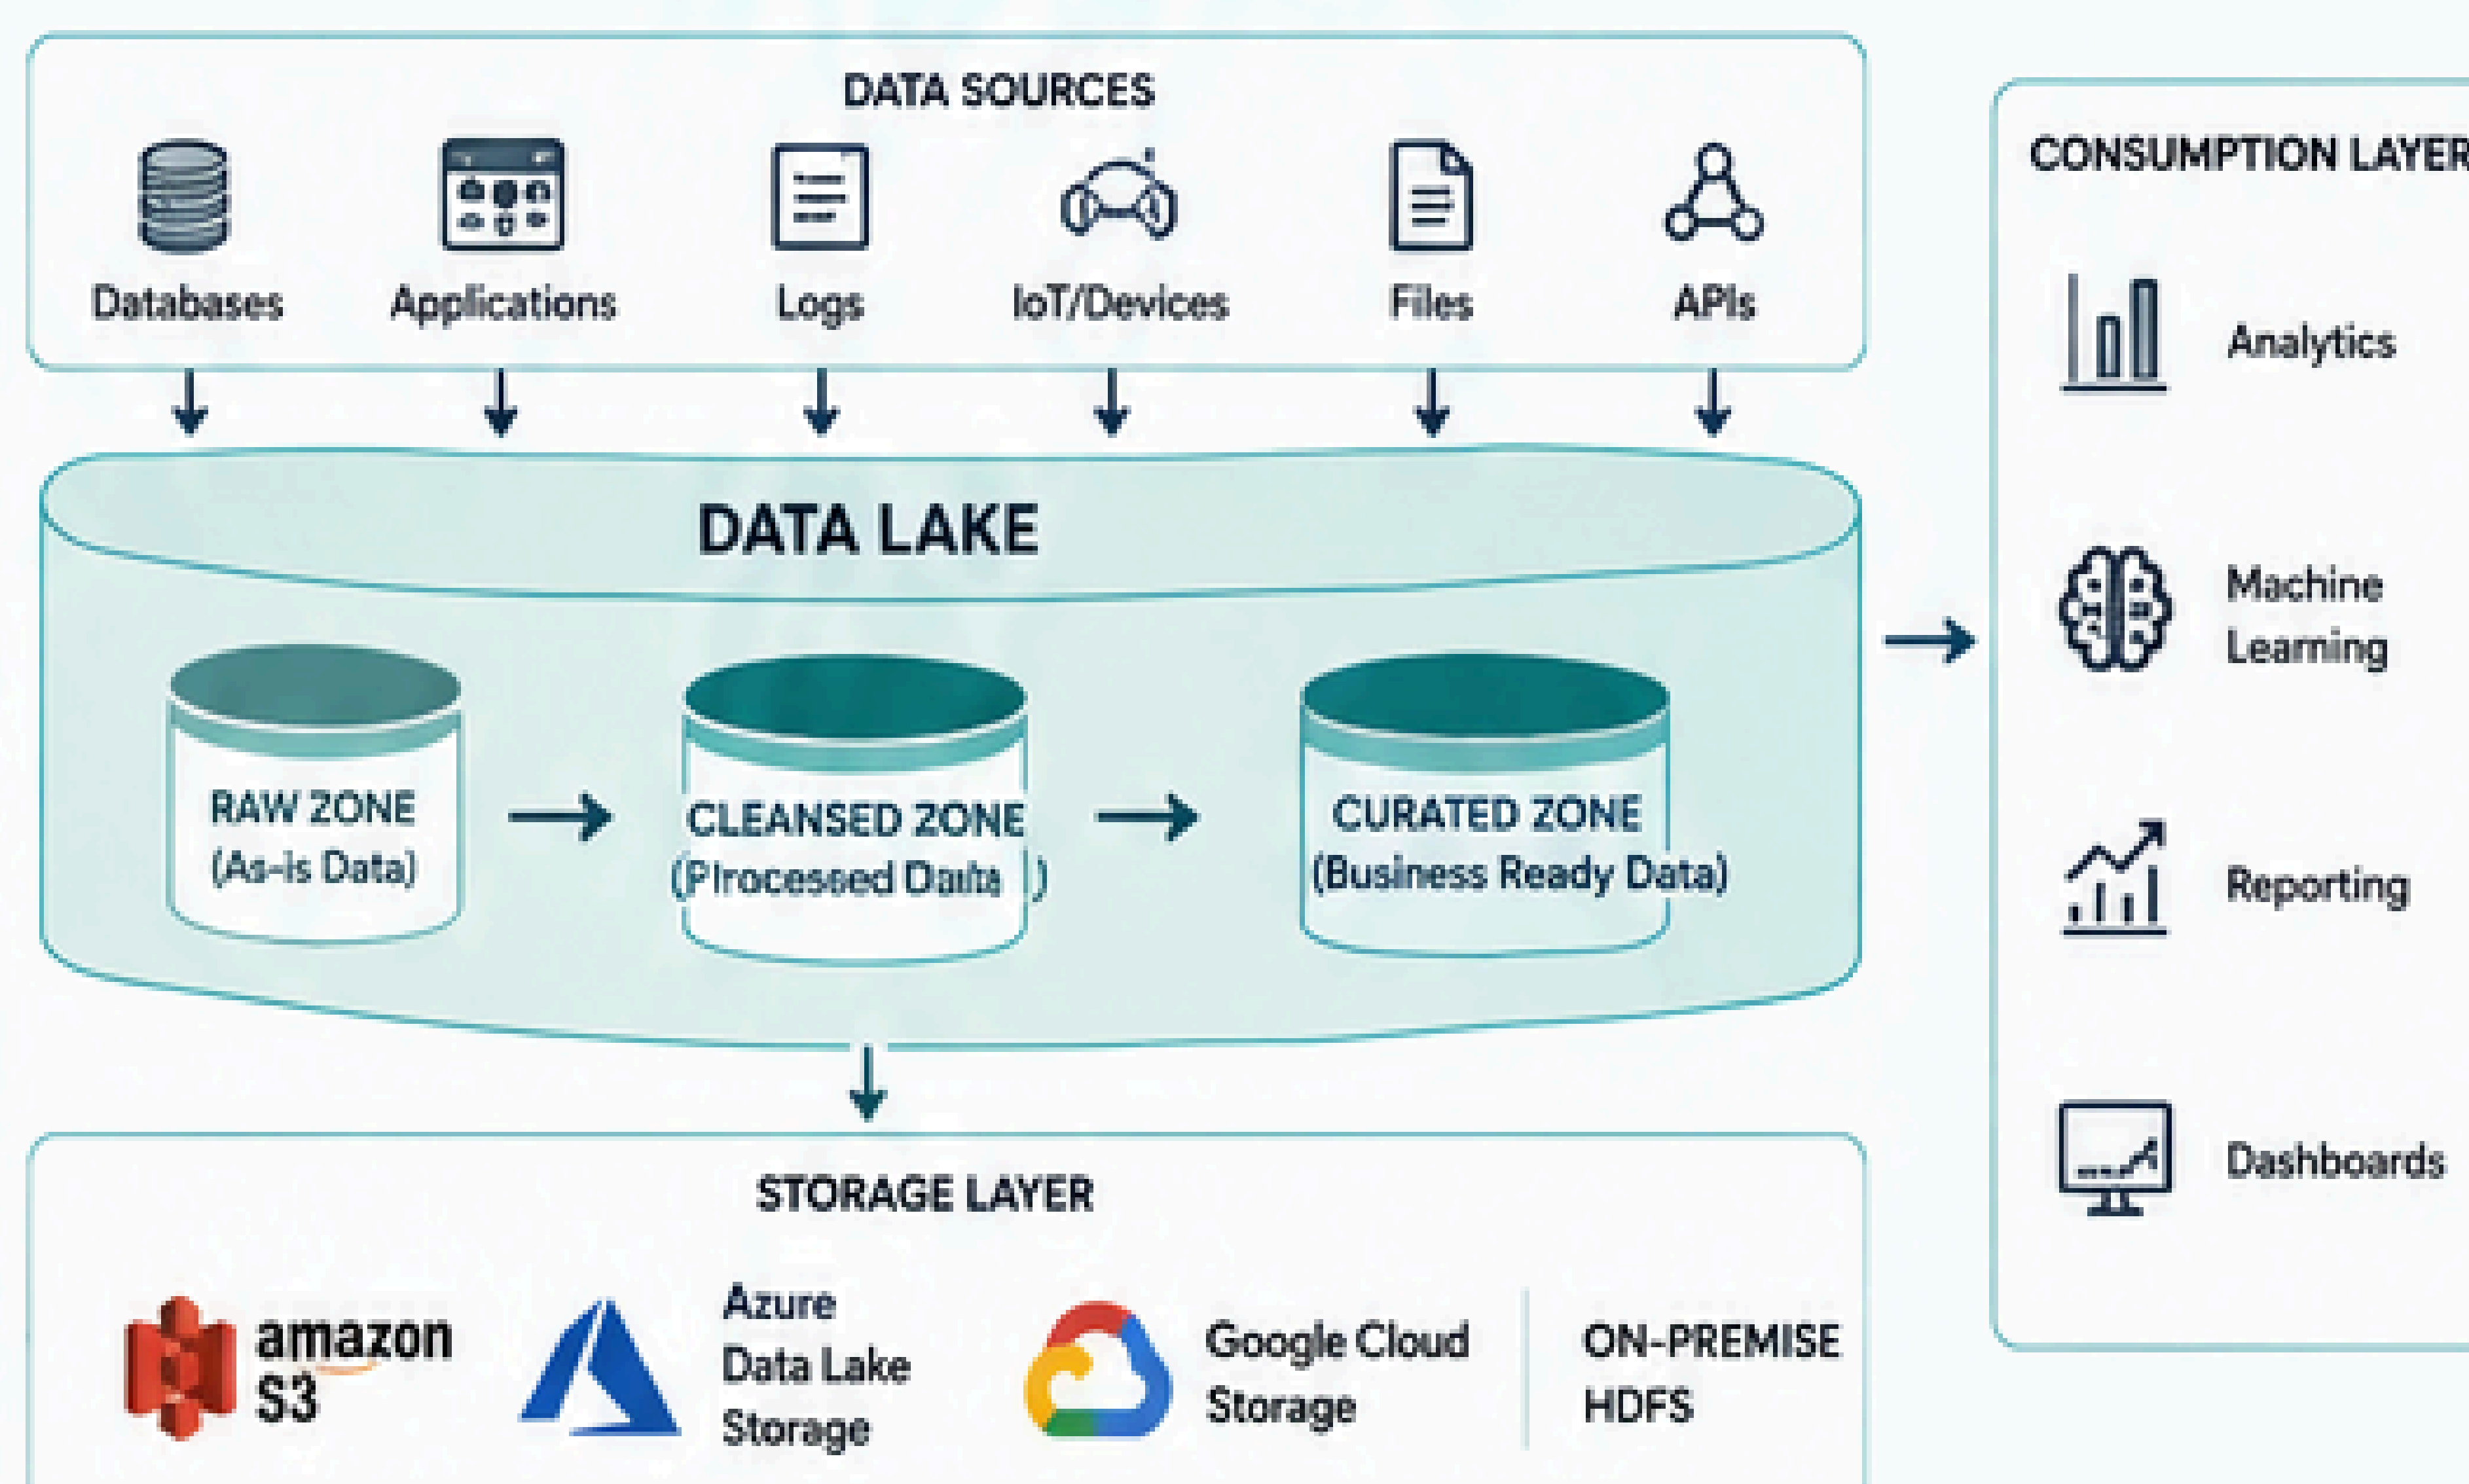 DATA SOURCES
Databases
Applications
Logs
IoT/Devices
Files
APIs
DATA LAKE
RAW ZONE
(As-is Data)
CLEANSED ZONE
(PIrocessed Daıta )
CURATED ZONE
(Business Ready Data)
CONSUMPTION LAYER
Analytics
Machine
Learning
Reporting
Dashboards
STORAGE LAYER
amazon
S3
Azure
Data Lake
Storage
Google Cloud
Storage
ON-PREMISE
HDFS